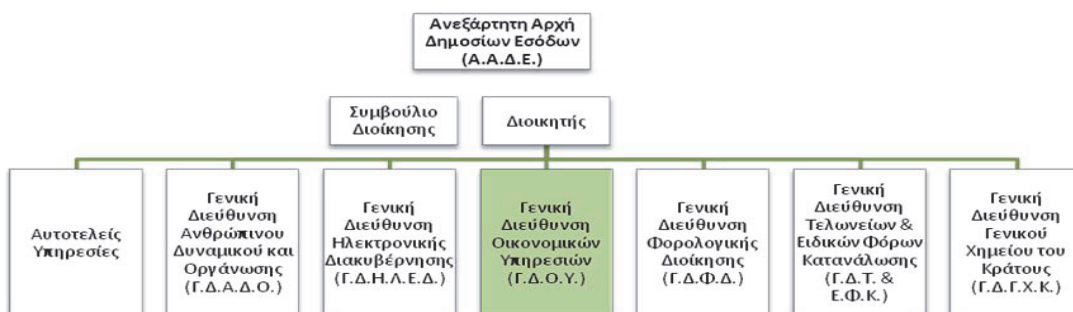 Ανεξάρτητη Αρχή
Δημοσίων Εσόδων
(Α.Α.Δ.Ε.)
Συμβούλιο
Διοίκησης
Διοικητής
Αυτοτελείς
Υπηρεσίες
Γενική
Διεύθυνση
Ανθρώπινου
Δυναμικού και
Οργάνωσης
(Γ.Δ.Α.Δ.Ο.)
Γενική
Διεύθυνση
Ηλεκτρονικής
Διακυβέρνησης
(Γ.Δ.Η.Λ.Ε.Δ.)
Γενική
Διεύθυνση
Οικονομικών
Υπηρεσιών
(Γ.Δ.Ο.Υ.)
Γενική
Διεύθυνση
Φορολογικής
Διοίκησης
(Γ.Δ.Φ.Δ.)
Γενική
Διεύθυνση
Τελωνείων &
Ειδικών Φόρων
Κατανάλωσης
(Γ.Δ.Τ. &
Ε.Φ.Κ.)
Γενική
Διεύθυνση
Γενικού
Χημείου του
Κράτους
(Γ.Δ.Γ.Χ.Κ.)